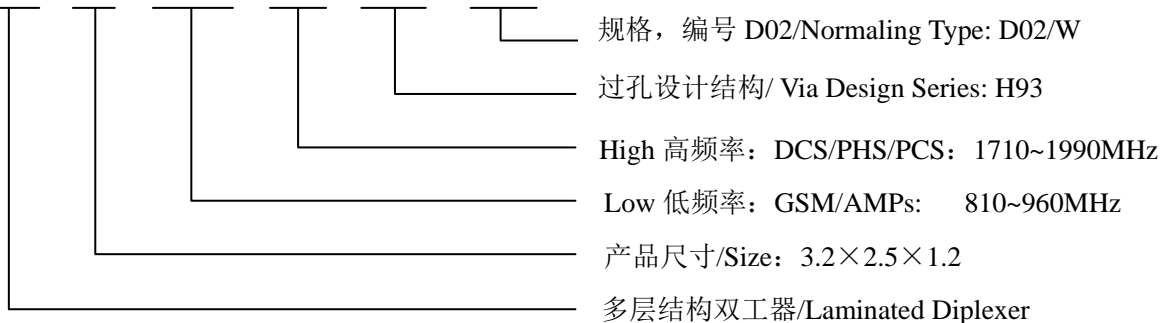 规格，编号 D02/Normaling Type: D02/W
过孔设计结构/ Via Design Series: H93
High 高频率：DCS/PHS/PCS：1710~1990MHz
Low 低频率：GSM/AMPs: 810~960MHz
产品尺寸/Size：3.2×2.5×1.2
多层结构双工器/Laminated Diplexer